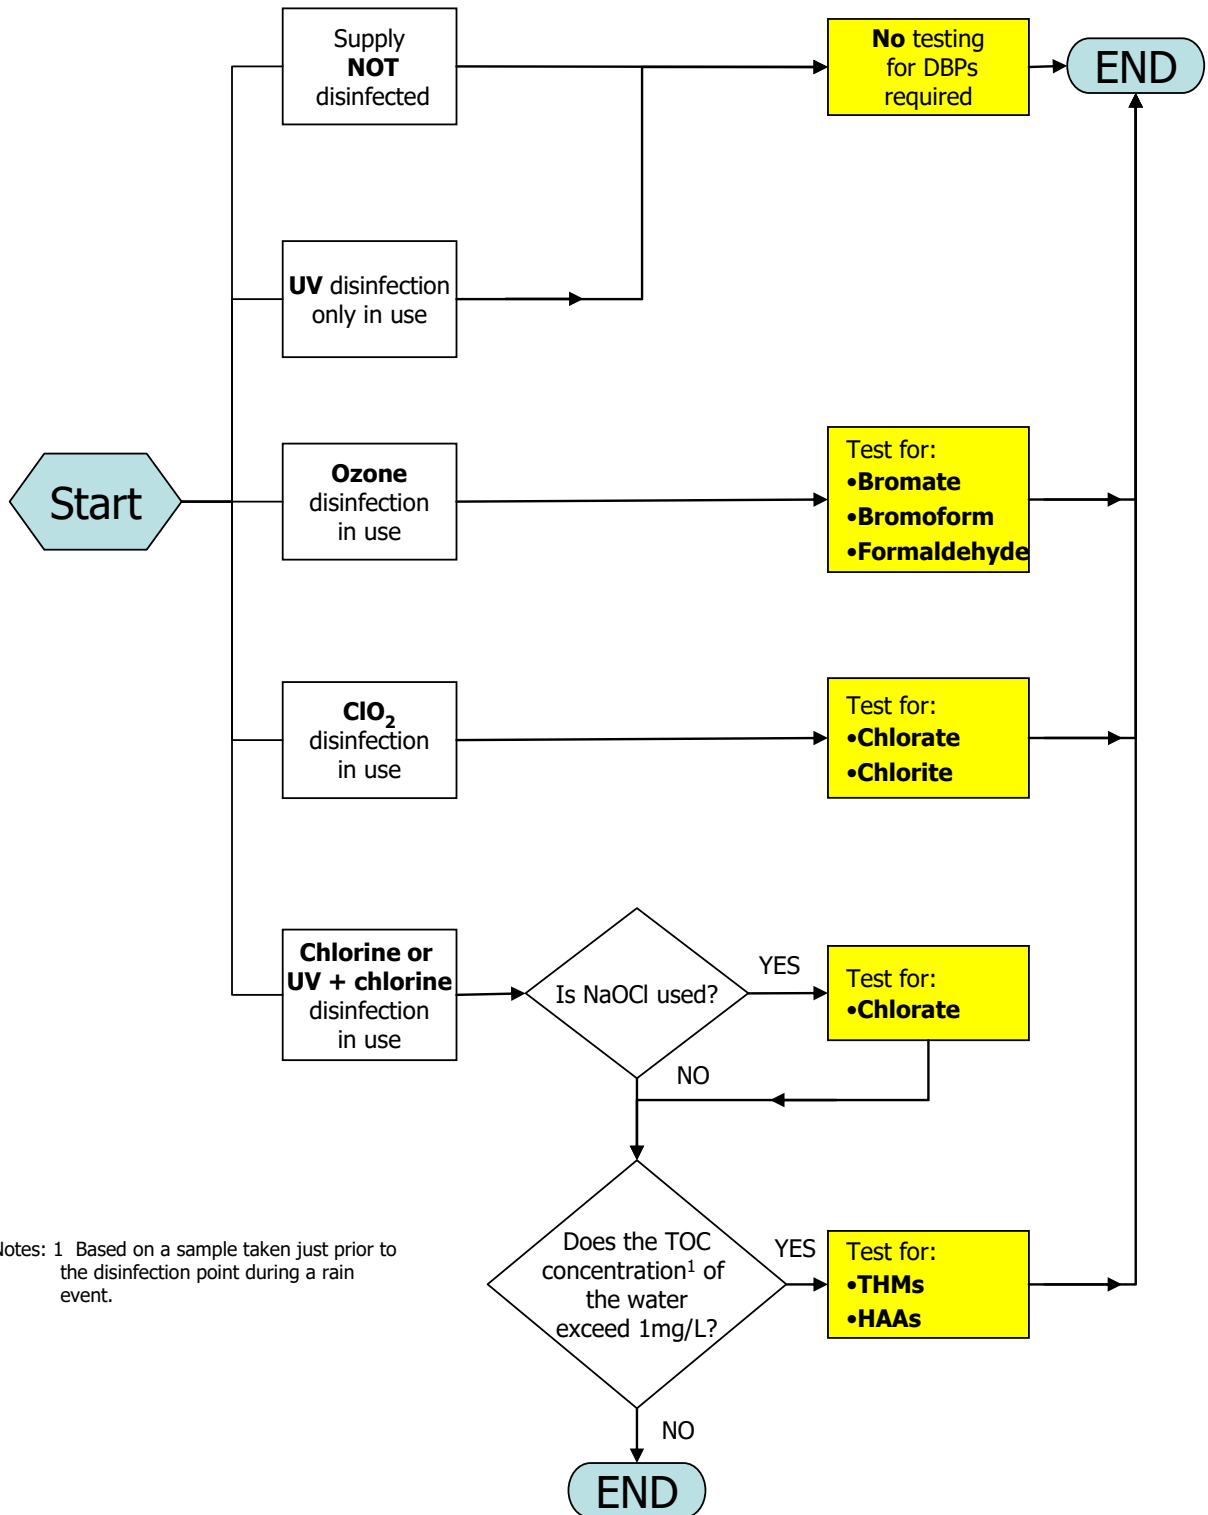 Supply
NOT
disinfected
No testing
for DBPs
required
END
UV disinfection
only in use
Start
Ozone
disinfection
in use
Test for:
•Bromate
•Bromoform
•Formaldehyde
ClO2
disinfection
in use
Test for:
•Chlorate
•Chlorite
Chlorine or
UV + chlorine
disinfection
in use
Is NaOCl used?
YES
Test for:
•Chlorate
NO
Notes: 1 Based on a sample taken just prior to
the disinfection point during a rain
event.
Does the TOC
concentration1 of
the water
exceed 1mg/L?
YES
Test for:
•THMs
•HAAs
NO
END